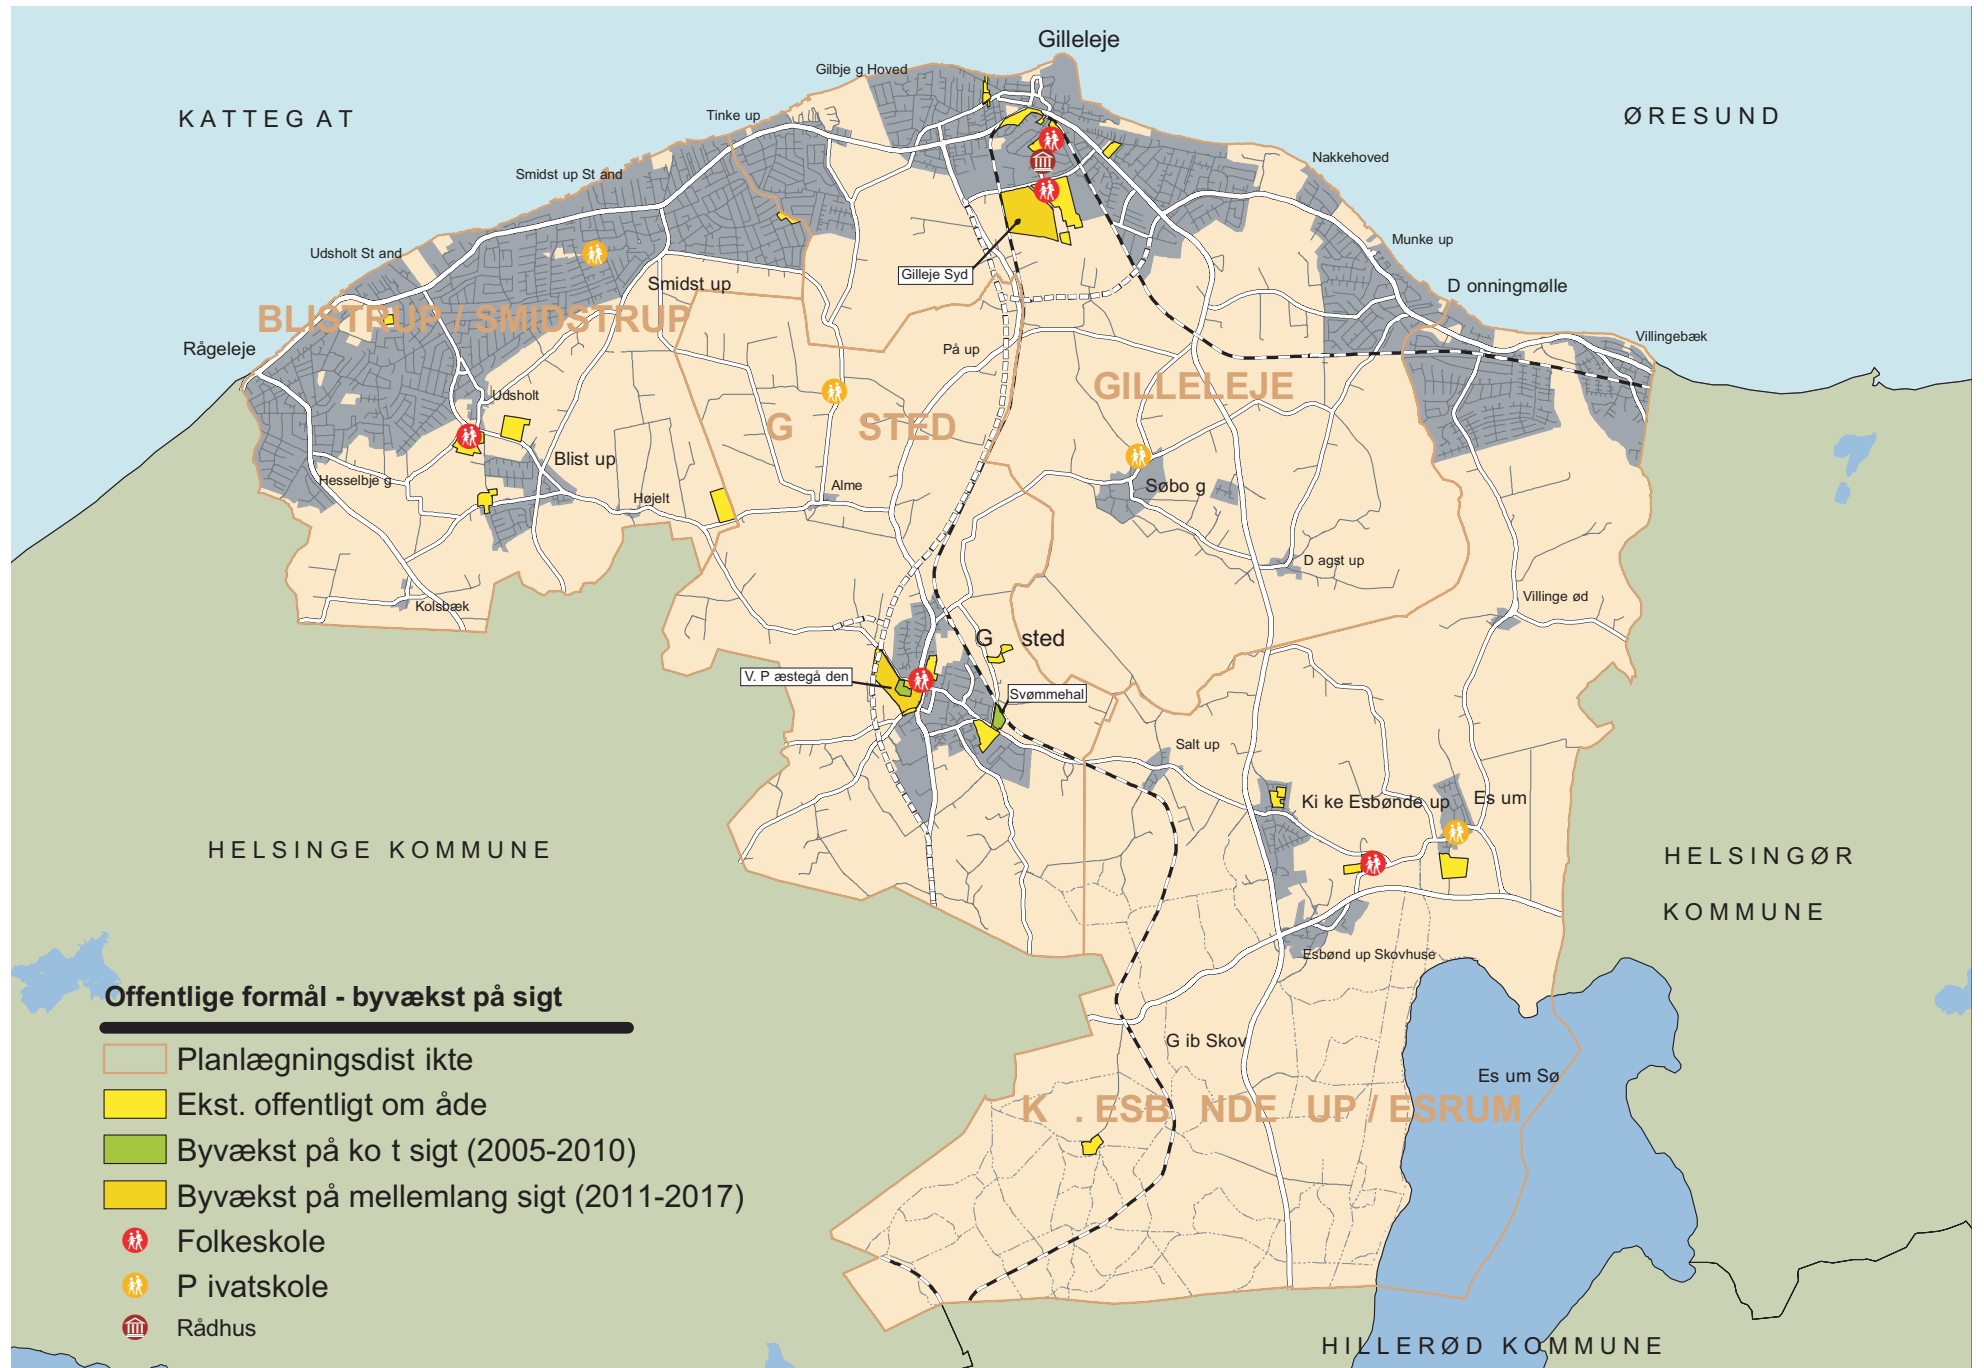 Gilleleje
Gilbje g Hoved
KATTEG AT
Tinke up
ØRESUND
Nakkehoved
Smidst up St and
Udsholt St and
Munke up
Gilleje Syd
Smidst up
D onningmølle
BLISTRUP / SMIDSTRUP
Villingebæk
Rågeleje
På up
GILLELEJE
Udsholt
G STED
Blist up
Hesselbje g
Alme
Søbo g
Højelt
D agst up
Kolsbæk
Villinge ød
G sted
V. P æstegå den
Svømmehal
Salt up
Ki ke Esbønde up
Es um
HELSINGE KOMMUNE
HELSINGØR
KOMMUNE
Esbønd up Skovhuse
G ib Skov
Es um Sø
K . ESB NDE UP / ESRUM
Offentlige formål - byvækst på sigt
Planlægningsdist ikte
Ekst. offentligt om åde
Byvækst på ko t sigt (2005-2010)
Byvækst på mellemlang sigt (2011-2017)
Folkeskole
P ivatskole
Rådhus
HILLERØD KOMMUNE